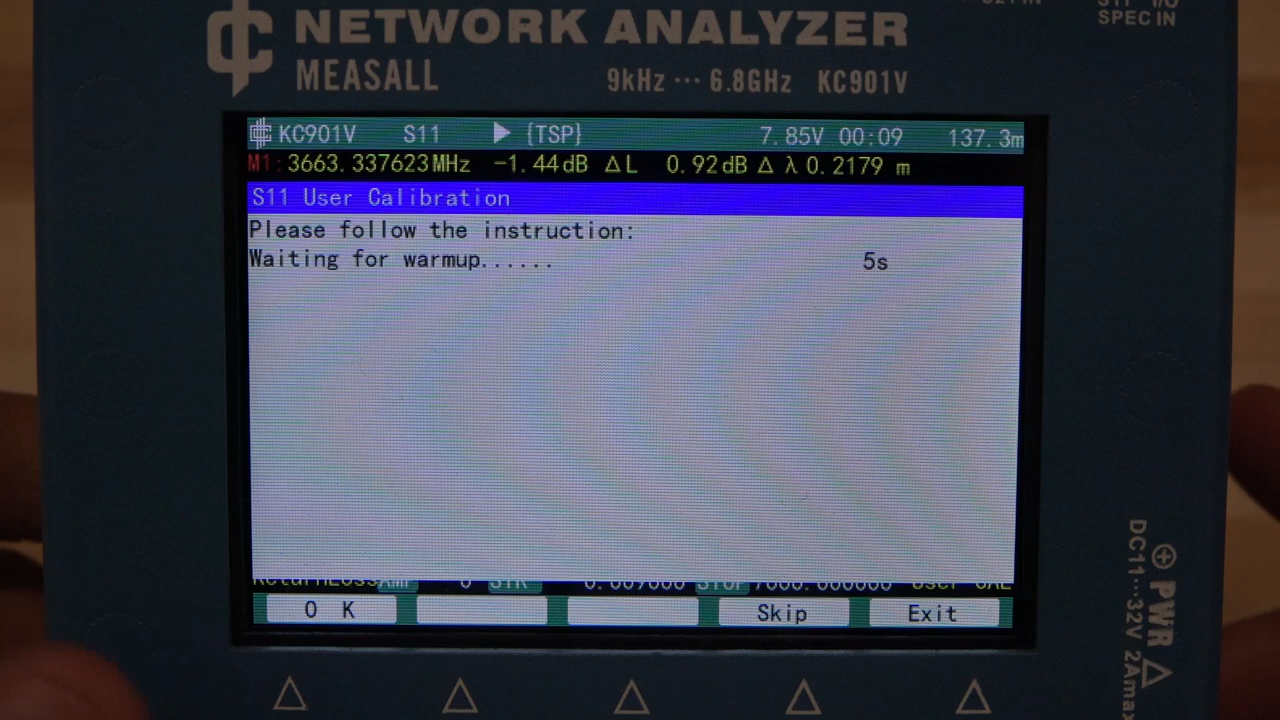 NETWORK ANALYZER
MEASALL 9kHz ··· 6.8GHz KC901V
SPEC IN
KC901V S11 ▶ {TSP} 7.85V 00:09 137.3m
M1:3663.337623MHz -1.44dB ΔL 0.92dB Δ λ 0.2179 m
S11 User Calibration
Please follow the instruction:
Waiting for warmup...... 5s
O K Skip Exit
PWR
DC11···32V 2Amax